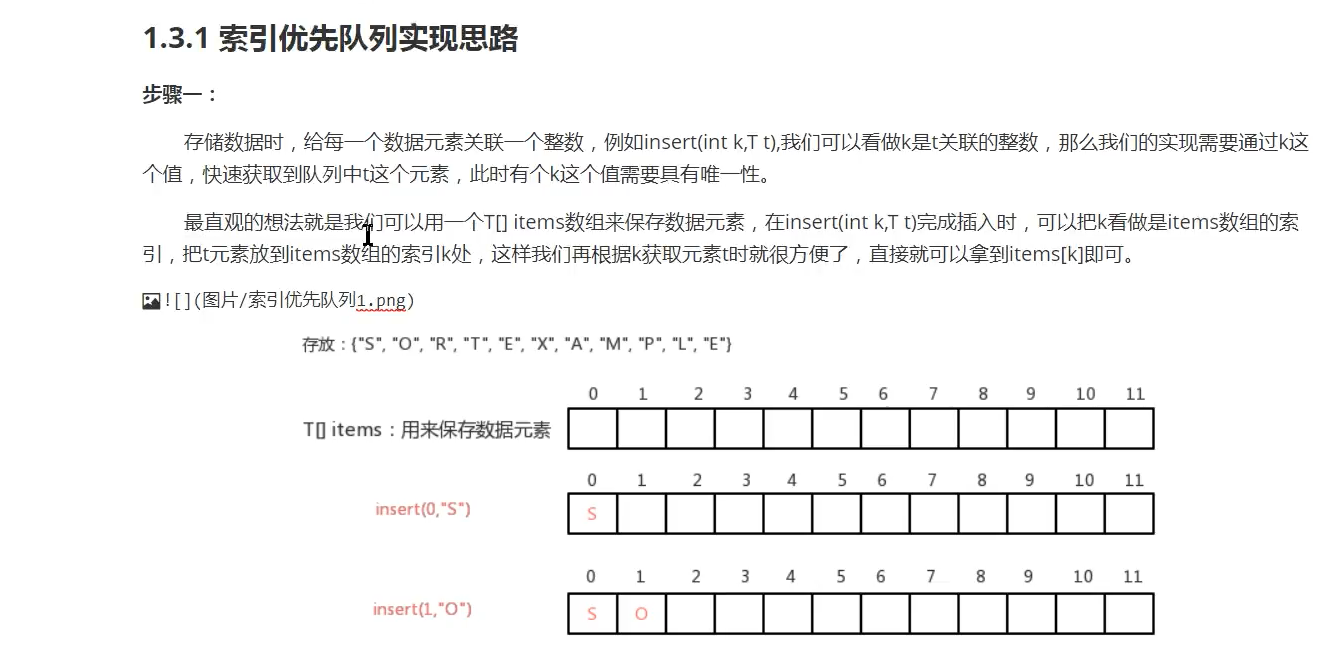 1.3.1 索引优先队列实现思路
步骤一：
存储数据时，给每一个数据元素关联一个整数，例如insert(int k,T t),我们可以看做k是t关联的整数，那么我们的实现需要通过k这
个值，快速获取到队列中t这个元素，此时有个k这个值需要具有唯一性。
最直观的想法就是我们可以用一个T[] items数组来保存数据元素，在insert(int k,T t)完成插入时，可以把k看做是items数组的索
引，把t元素放到items数组的索引k处，这样我们再根据k获取元素t时就很方便了，直接就可以拿到items[k]即可。
![](图片/索引优先队列1.png)
存放：{"S", "O", "R", "T", "E", "X", "A", "M", "P", "L", "E"}
0 1 2 3 4 5 6 7 8 9 10 11
T[] items：用来保存数据元素
0 1 2 3 4 5 6 7 8 9 10 11
insert(0,"S") S
0 1 2 3 4 5 6 7 8 9 10 11
insert(1,"O") S O